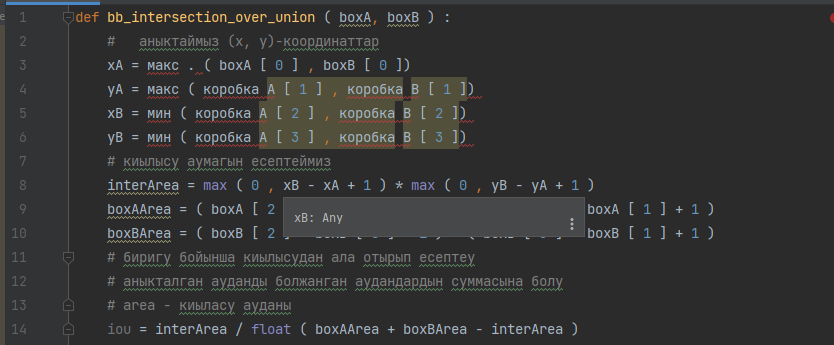 1 def bb_intersection_over_union ( boxA, boxB ) :
2 # аныктаймыз (x, y)-координаттар
3 xA = макс . ( boxA [ 0 ] , boxB [ 0 ])
4 yA = макс ( коробка A [ 1 ] , коробка B [ 1 ])
5 xB = мин ( коробка A [ 2 ] , коробка B [ 2 ])
6 yB = мин ( коробка A [ 3 ] , коробка B [ 3 ])
7 # киылысу аумагын есептеймиз
8 interArea = max ( 0 , xB - xA + 1 ) * max ( 0 , yB - yA + 1 )
9 boxAArea = ( boxA [ 2 boxA [ 1 ] + 1 )
xB: Any
10 boxBArea = ( boxB [ 2 boxB [ 1 ] + 1 )
11 # биригу бойынша киылысудан ала отырып есептеу
12 # аныкталган ауданды болжанган аудандардын суммасына болу
13 # area - киыласу ауданы
14 iou = interArea / float ( boxAArea + boxBArea - interArea )